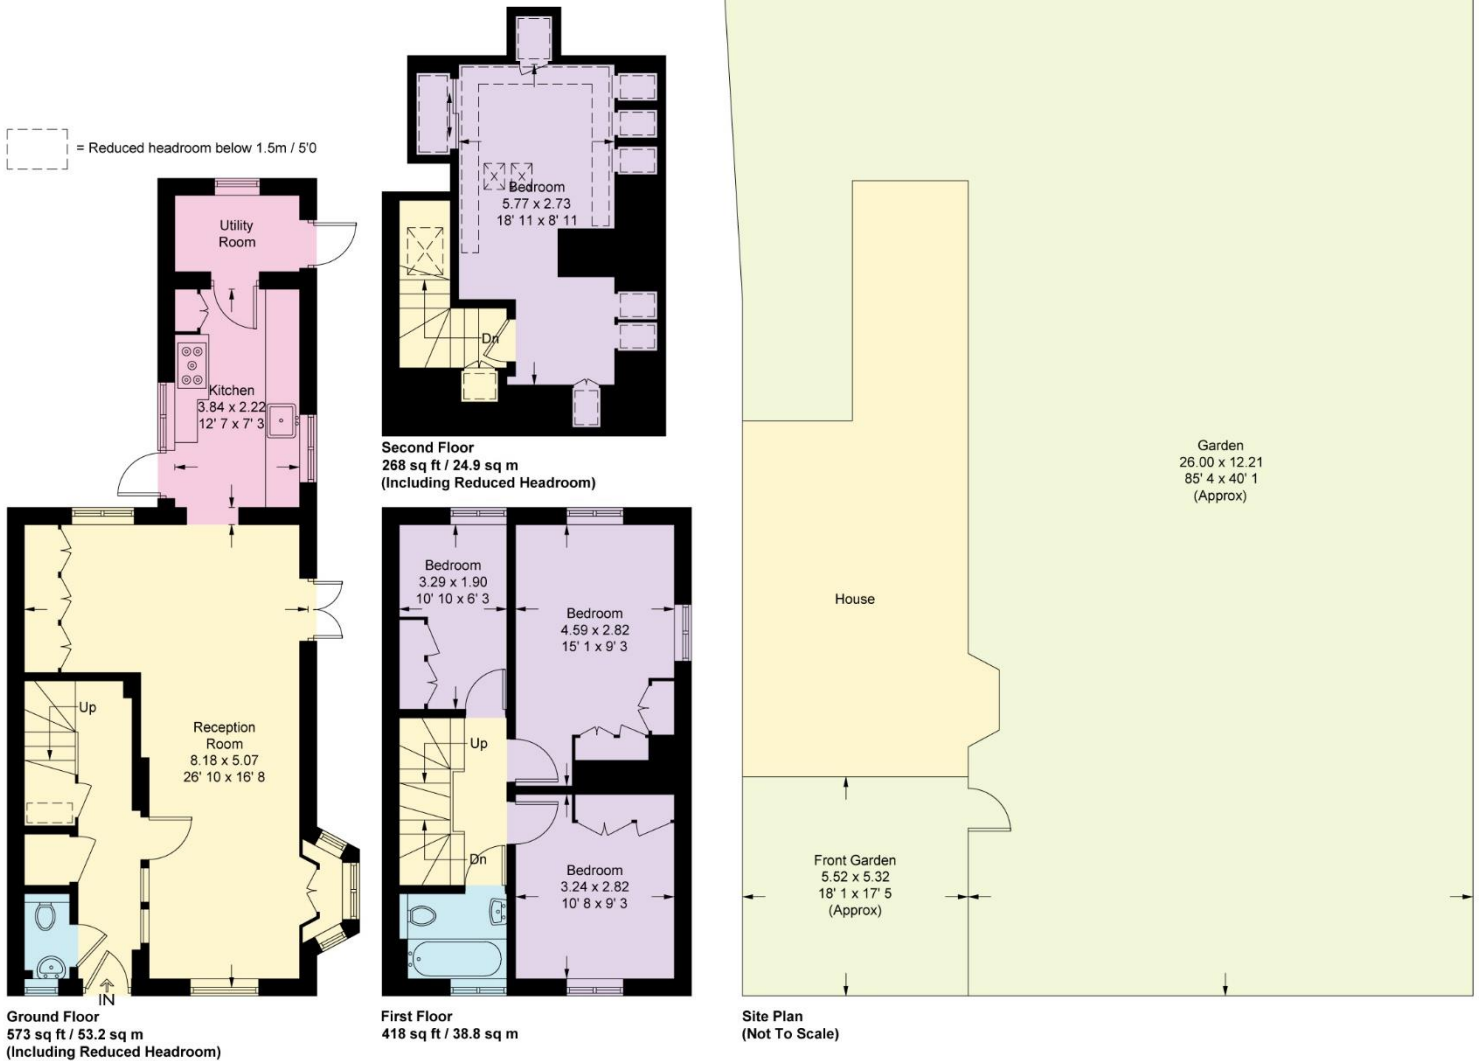 = Reduced headroom below 1.5m / 5'0
Utility
Room
Kitchen
3.84 x 2.22
12' 7 x 7' 3
Up
Reception
Room
8.18 x 5.07
26' 10 x 16' 8
IN
Ground Floor
573 sq ft / 53.2 sq m
(Including Reduced Headroom)
Bedroom
5.77 x 2.73
18' 11 x 8' 11
Dn
Second Floor
268 sq ft / 24.9 sq m
(Including Reduced Headroom)
Bedroom
3.29 x 1.90
10' 10 x 6' 3
Bedroom
4.59 x 2.82
15' 1 x 9' 3
Up
Dn
Bedroom
3.24 x 2.82
10' 8 x 9' 3
First Floor
418 sq ft / 38.8 sq m
Garden
26.00 x 12.21
85' 4 x 40' 1
(Approx)
House
Front Garden
5.52 x 5.32
18' 1 x 17' 5
(Approx)
Site Plan
(Not To Scale)